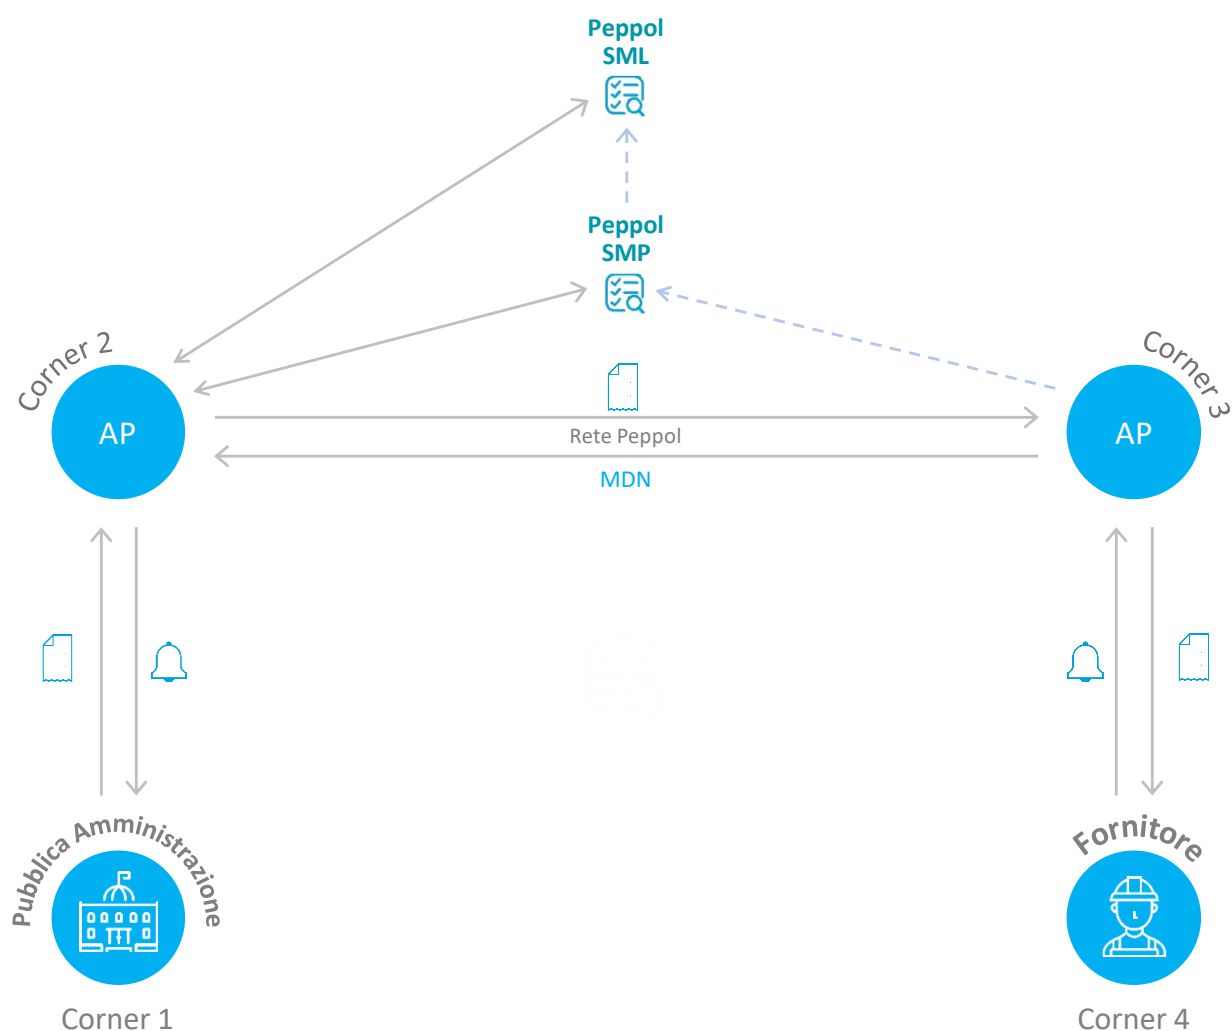 Peppol
SML
Peppol
SMP
Corner 2
Corner 3
AP
AP
Rete Peppol
MDN
Pubblica Amministrazione
Fornitore
Corner 1
Corner 4